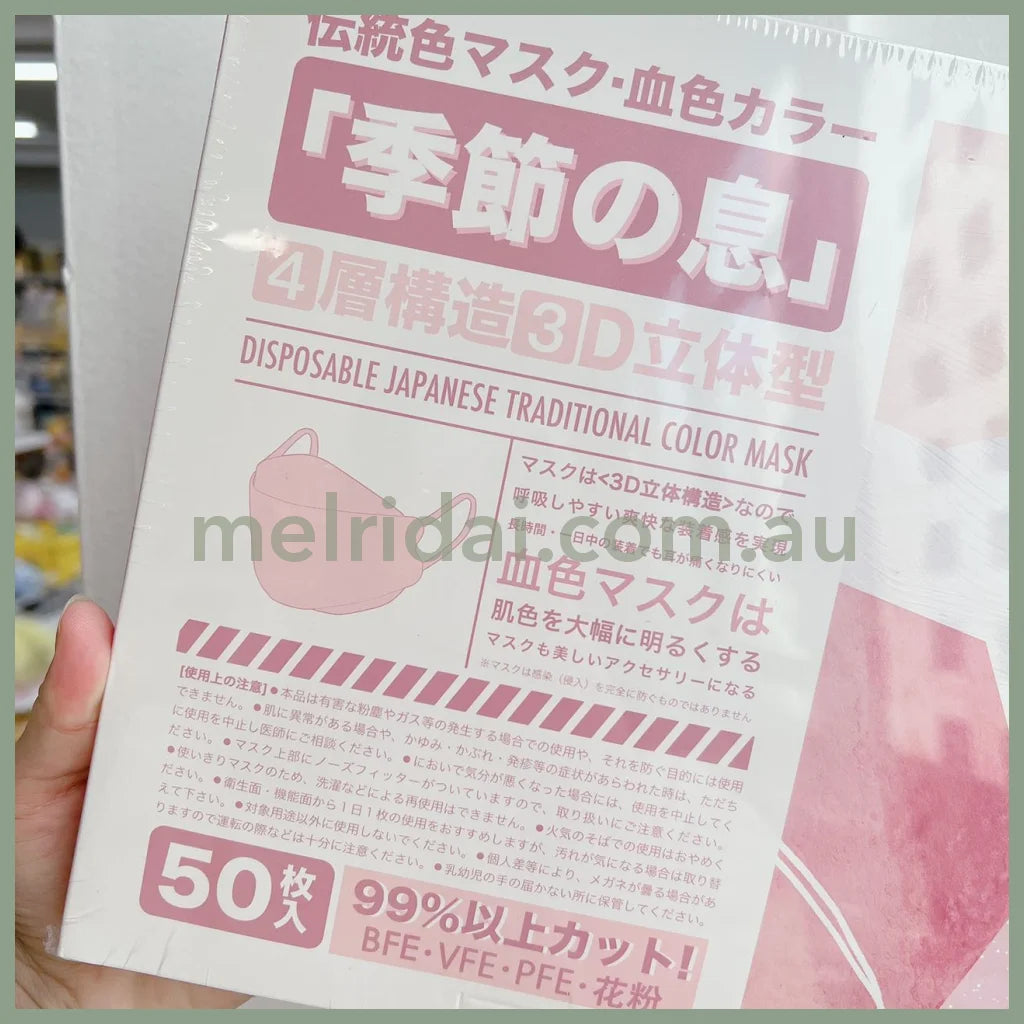 伝統色マスク・血色カラー
「季節の息」
4層構造3D立体型
DISPOSABLE JAPANESE TRADITIONAL COLOR MASK
マスクは<3D立体構造>なので
呼吸しやすい爽快な装着感を実現
長時間・一日中の装着でも耳が痛くなりにくい
melridai.com.au
血色マスクは
肌色を大幅に明るくする
マスクも美しいアクセサリーになる
※マスクは感染（侵入）を完全に防ぐものではありません
[使用上の注意]●本品は有害な粉塵やガス等の発生する場合での使用や、それを防ぐ目的には使用
できません。●肌に異常がある場合や、かゆみ・かぶれ・発疹等の症状があらわれた時は、ただち
に使用を中止し医師にご相談ください。●においで気分が悪くなった場合には、使用を中止してく
ださい。●マスク上部にノーズフィッターがついていますので、取り扱いにご注意ください。
●使いきりマスクのため、洗濯などによる再使用はできません。●火気のそばでの使用はおやめく
ださい。●衛生面・機能面から1日1枚の使用をおすすめしますが、汚れが気になる場合は取り替
えて下さい。●対象用途以外に使用しないでください。●個人差等により、メガネが曇る場合があ
りますので運転の際などは十分に注意ください。●乳幼児の手の届かない所に保管してください。
50枚入
99%以上カット!
BFE・VFE・PFE・花粉